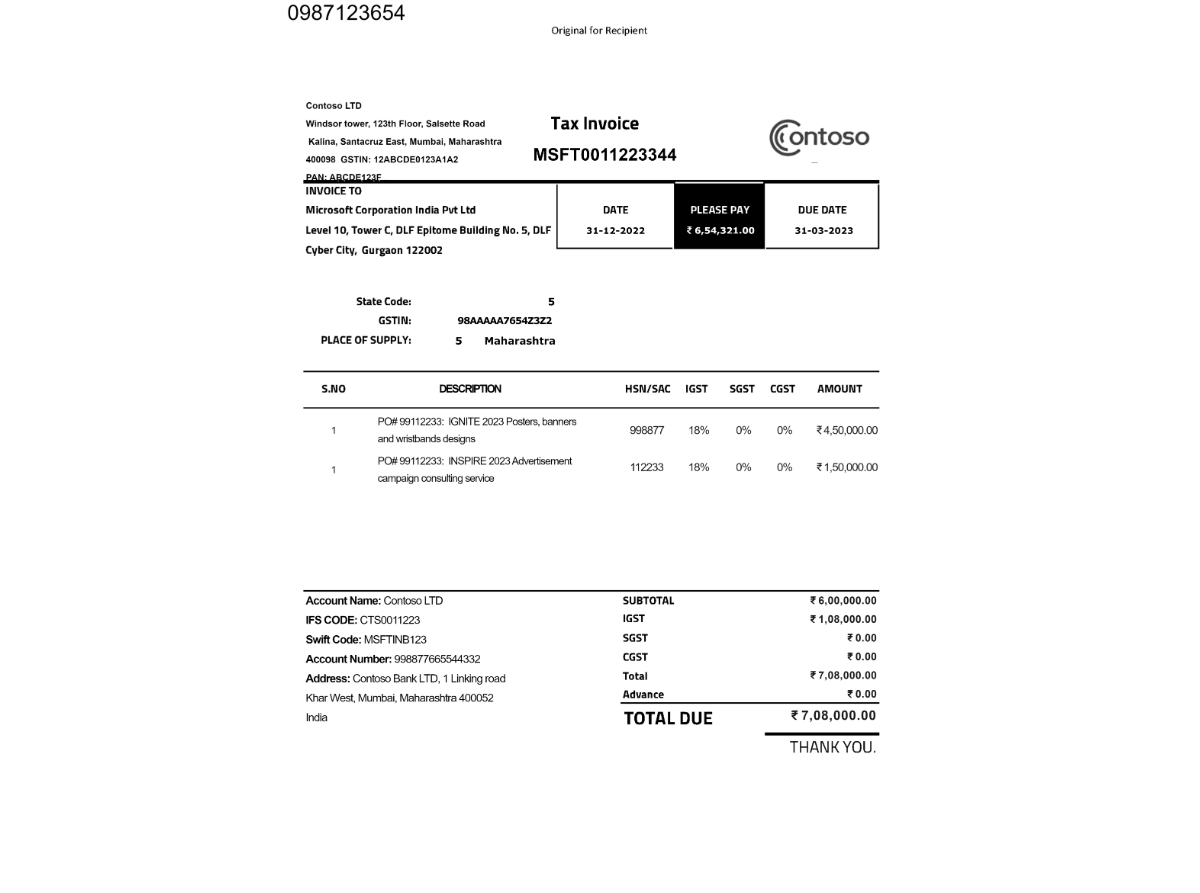 0987123654
Original for Recipient
Contoso LTD
Windsor tower, 123th Floor, Salsette Road
Kalina, Santacruz East, Mumbai, Maharashtra
400098 GSTIN: 12ABCDE0123A1A2
PAN: ABCDE123F
Tax Invoice
MSFT0011223344
Contoso
INVOICE TO
Microsoft Corporation India Pvt Ltd
Level 10, Tower C, DLF Epitome Building No. 5, DLF
Cyber City, Gurgaon 122002
DATE PLEASE PAY DUE DATE
31-12-2022 ₹ 6,54,321.00 31-03-2023
State Code: 5
GSTIN: 98AAAAA7654Z3Z2
PLACE OF SUPPLY: 5 Maharashtra
S.NO DESCRIPTION HSN/SAC IGST SGST CGST AMOUNT
1 PO# 99112233: IGNITE 2023 Posters, banners and wristbands designs 998877 18% 0% 0% ₹ 4,50,000.00
1 PO# 99112233: INSPIRE 2023 Advertisement campaign consulting service 112233 18% 0% 0% ₹ 1,50,000.00
Account Name: Contoso LTD
IFS CODE: CTS0011223
Swift Code: MSFTINB123
Account Number: 998877665544332
Address: Contoso Bank LTD, 1 Linking road
Khar West, Mumbai, Maharashtra 400052
India
SUBTOTAL ₹ 6,00,000.00
IGST ₹ 1,08,000.00
SGST ₹ 0.00
CGST ₹ 0.00
Total ₹ 7,08,000.00
Advance ₹ 0.00
TOTAL DUE ₹ 7,08,000.00
THANK YOU.